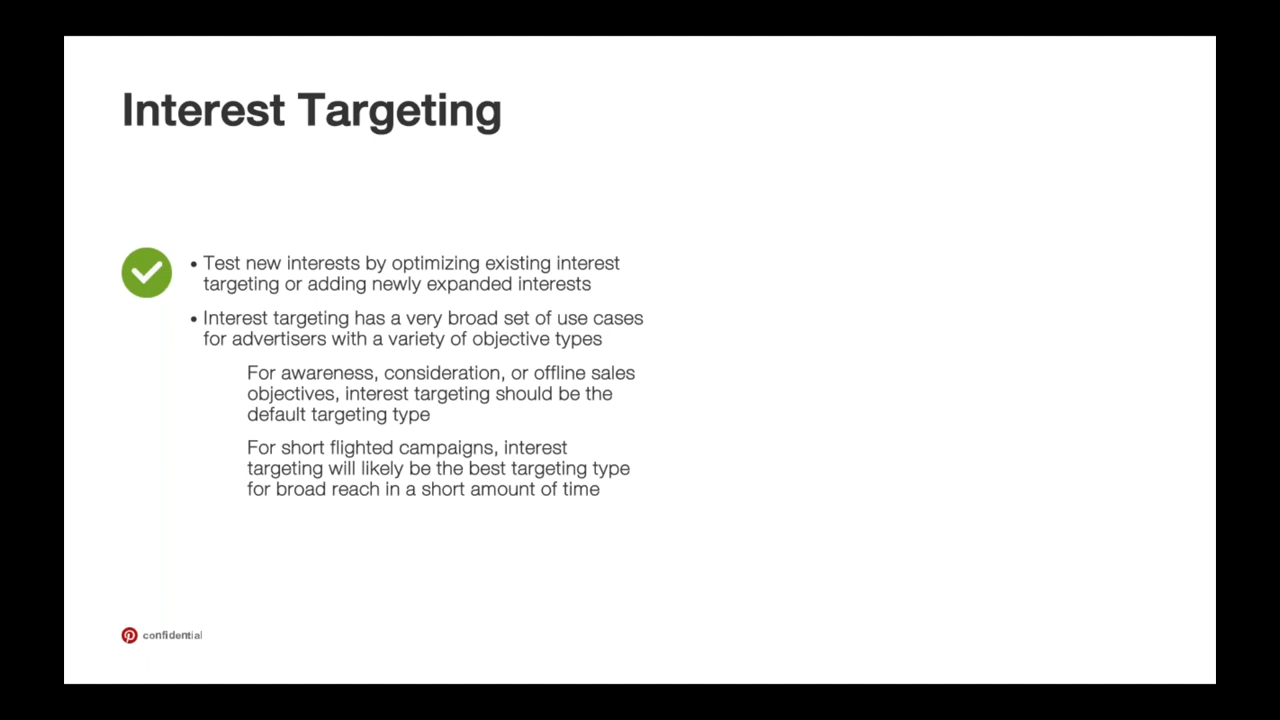 Interest Targeting
• Test new interests by optimizing existing interest
targeting or adding newly expanded interests
• Interest targeting has a very broad set of use cases
for advertisers with a variety of objective types
For awareness, consideration, or offline sales
objectives, interest targeting should be the
default targeting type
For short flighted campaigns, interest
targeting will likely be the best targeting type
for broad reach in a short amount of time
confidential